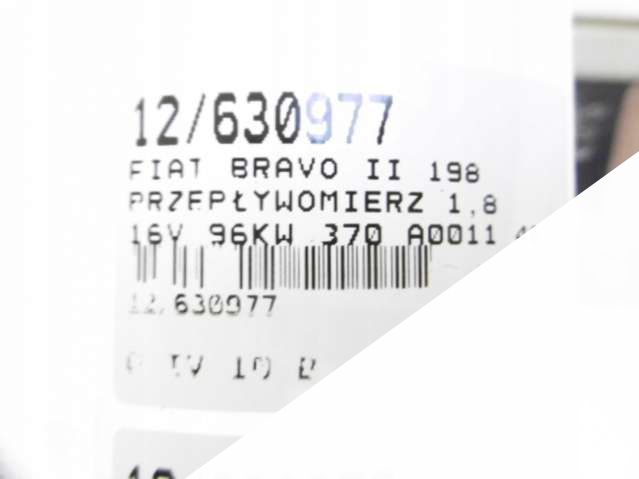 12/630977
FIAT BRAVO II 198
PRZEPŁYWOMIERZ 1,8
16V 96KW 370 A0011
12/630977